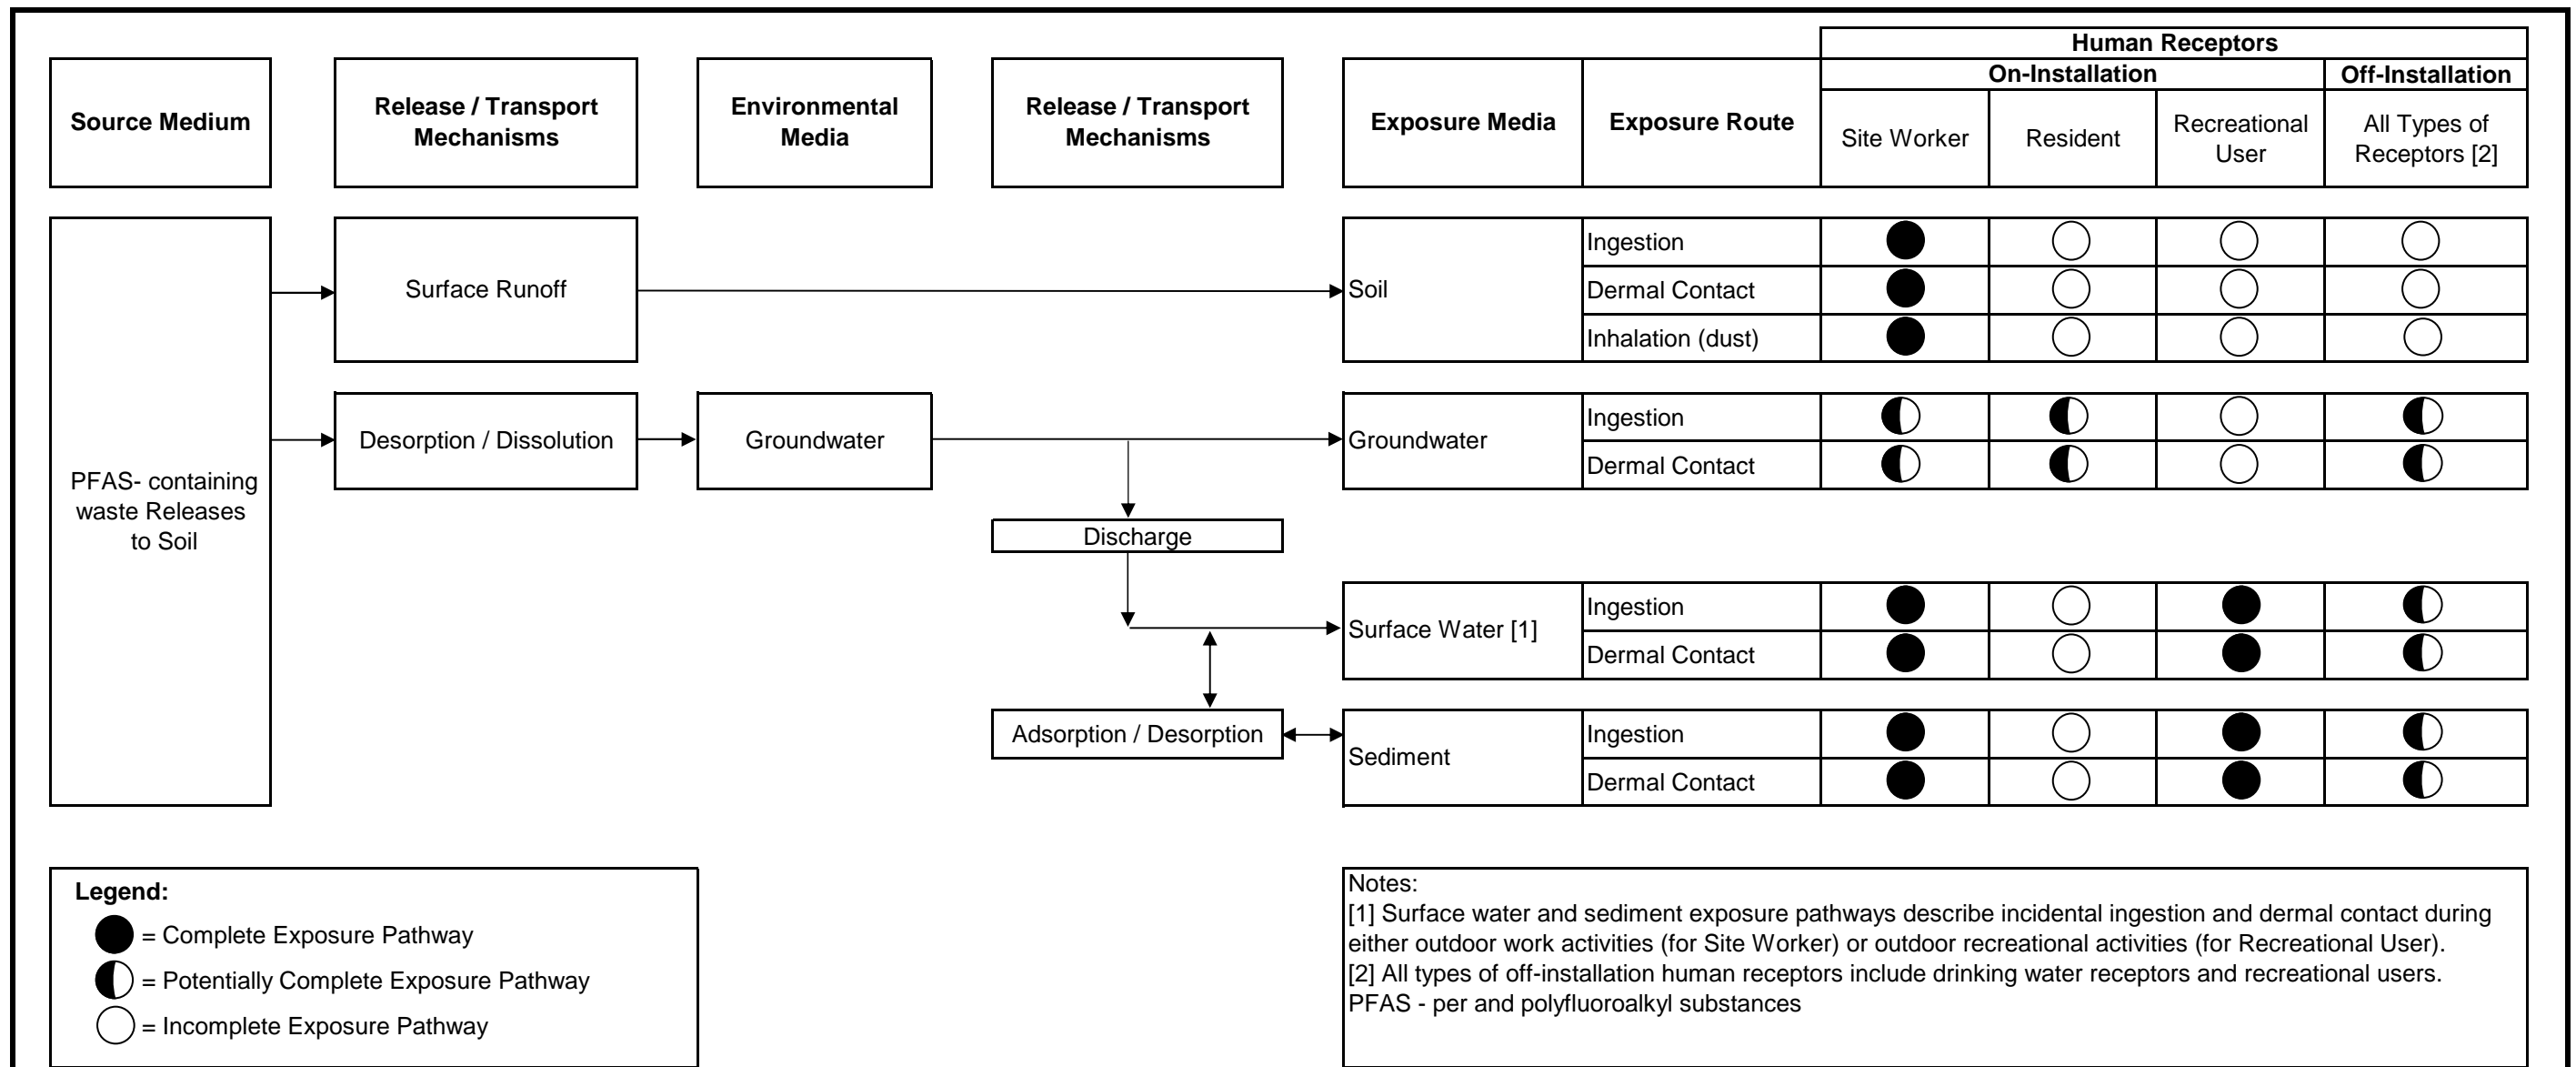 Human Receptors
On-Installation
Off-Installation
Source Medium
Release / Transport
Mechanisms
Environmental
Media
Release / Transport
Mechanisms
Exposure Media
Exposure Route
Site Worker
Resident
Recreational
User
All Types of
Receptors [2]
PFAS- containing
waste Releases
to Soil
Surface Runoff
Soil
Ingestion
Dermal Contact
Inhalation (dust)
Desorption / Dissolution
Groundwater
Groundwater
Ingestion
Dermal Contact
Discharge
Surface Water [1]
Ingestion
Dermal Contact
Adsorption / Desorption
Sediment
Ingestion
Dermal Contact
Legend:
= Complete Exposure Pathway
= Potentially Complete Exposure Pathway
= Incomplete Exposure Pathway
Notes:
[1] Surface water and sediment exposure pathways describe incidental ingestion and dermal contact during
either outdoor work activities (for Site Worker) or outdoor recreational activities (for Recreational User).
[2] All types of off-installation human receptors include drinking water receptors and recreational users.
PFAS - per and polyfluoroalkyl substances